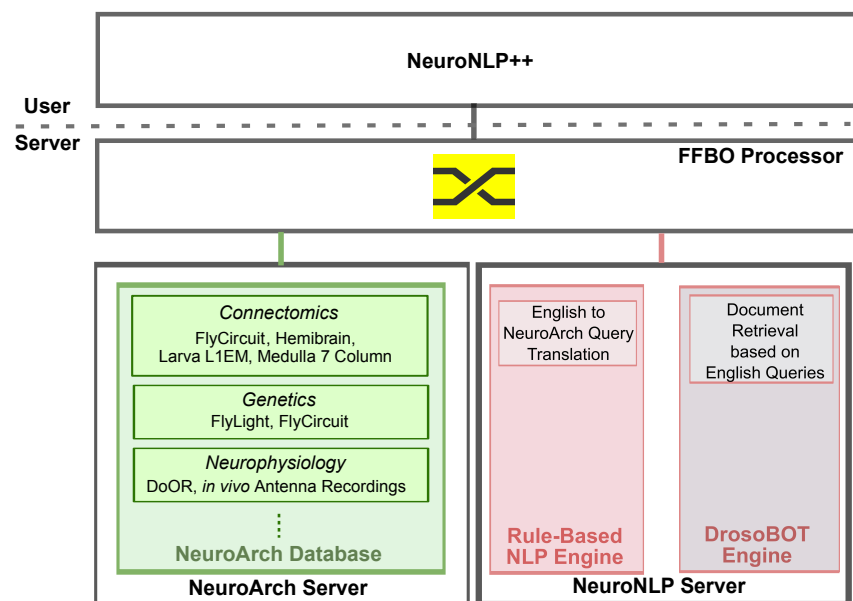 NeuroNLP++
User
Server
FFBO Processor
Connectomics
FlyCircuit, Hemibrain,
Larva L1EM, Medulla 7 Column
Genetics
FlyLight, FlyCircuit
Neurophysiology
DoOR, in vivo Antenna Recordings
NeuroArch Database
NeuroArch Server
English to
NeuroArch Query
Translation
Rule-Based
NLP Engine
Document
Retrieval
based on
English Queries
DrosoBOT
Engine
NeuroNLP Server